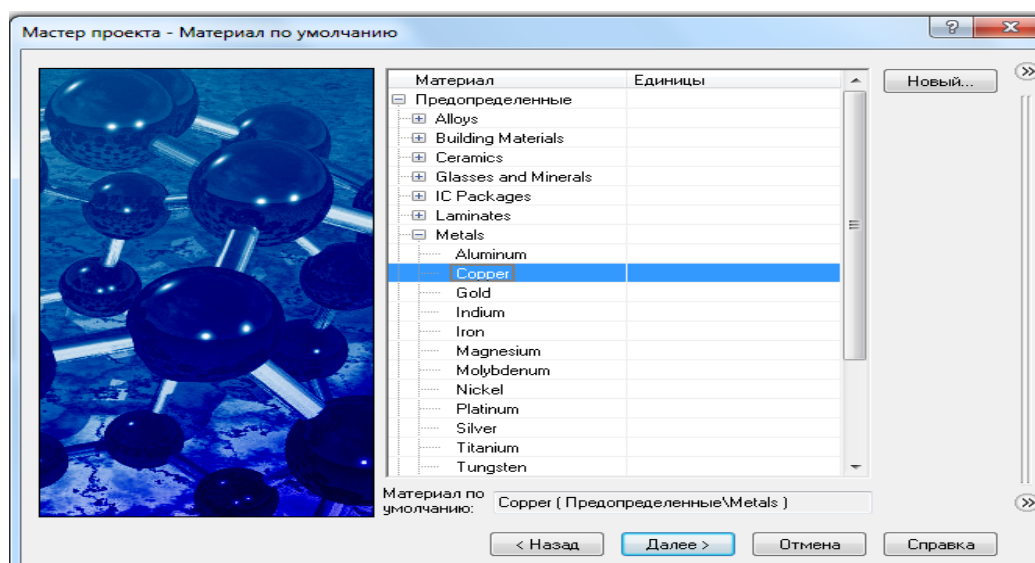 Мастер проекта - Материал по умолчанию
Материал Единицы
Новый...
Предопределенные
Alloys
Building Materials
Ceramics
Glasses and Minerals
IC Packages
Laminates
Metals
Aluminum
Copper
Gold
Indium
Iron
Magnesium
Molybdenum
Nickel
Platinum
Silver
Titanium
Tungsten
Материал по
умолчанию:
Copper ( Предопределенные\Metals )
< Назад Далее > Отмена Справка